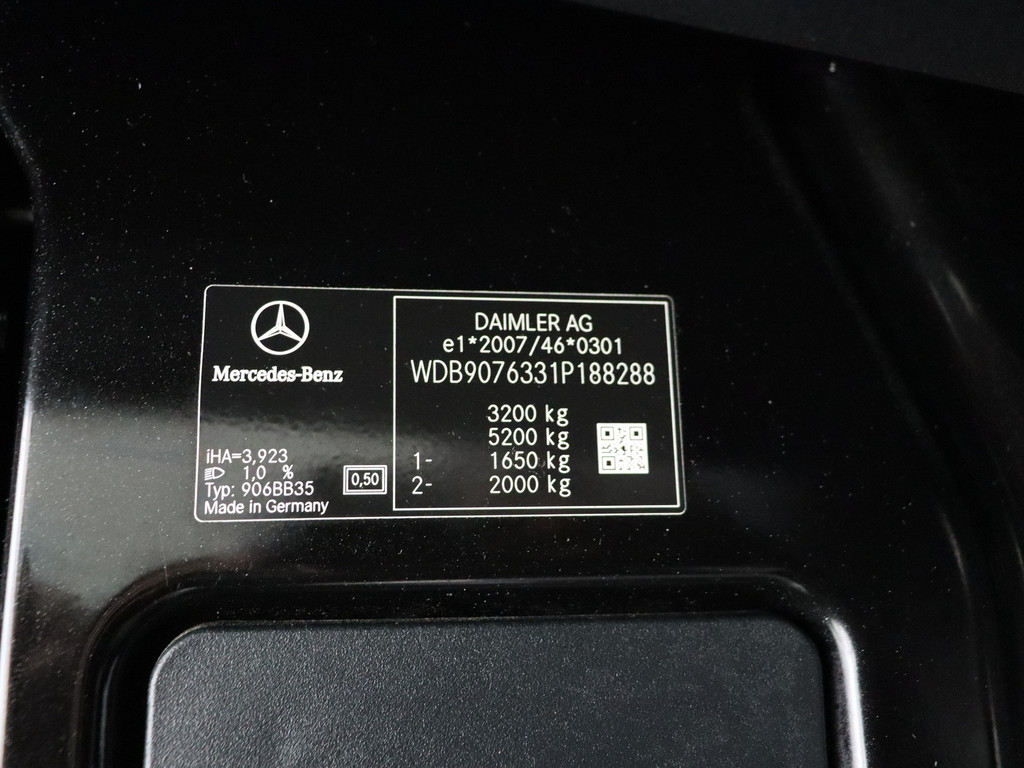 Mercedes-Benz
iHA=3,923
1,0 %
Typ: 906BB35
Made in Germany
0,50
DAIMLER AG
e1*2007/46*0301
WDB9076331P188288
3200 kg
5200 kg
1- 1650 kg
2- 2000 kg